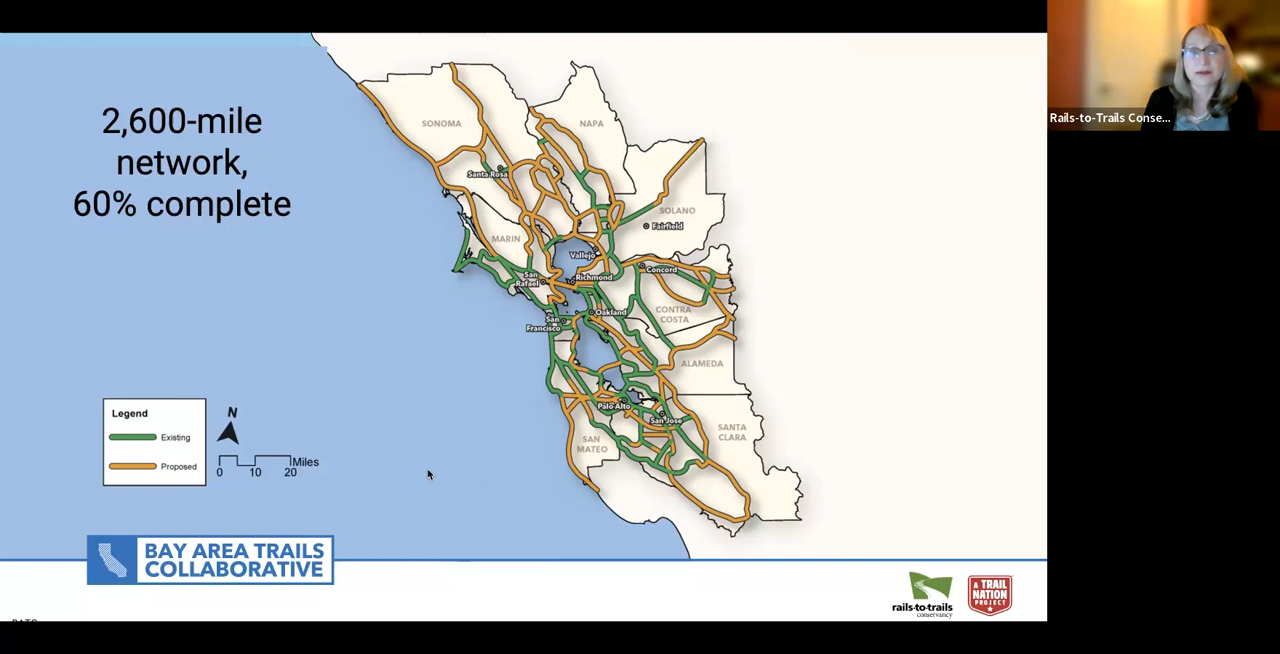 2,600-mile
network,
60% complete
SONOMA
NAPA
Santa Rosa
SOLANO
Fairfield
MARIN
Vallejo
Concord
San
Rafael
Richmond
CONTRA
COSTA
Oakland
San
Francisco
ALAMEDA
Palo Alto
San Jose
SANTA
CLARA
SAN
MATEO
Legend
Existing
Proposed
N
Miles
0 10 20
BAY AREA TRAILS
COLLABORATIVE
rails-to-trails
conservancy
A TRAIL
NATION
PROJECT
Rails-to-Trails Conse...